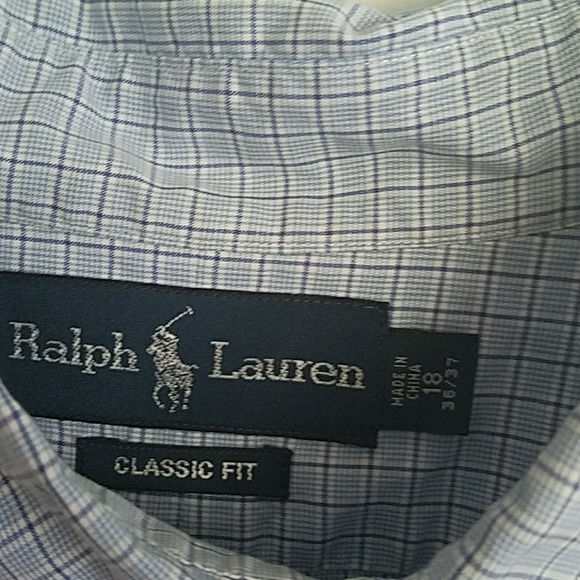 Ralph Lauren
MADE IN
CHINA
18
36/37
CLASSIC FIT